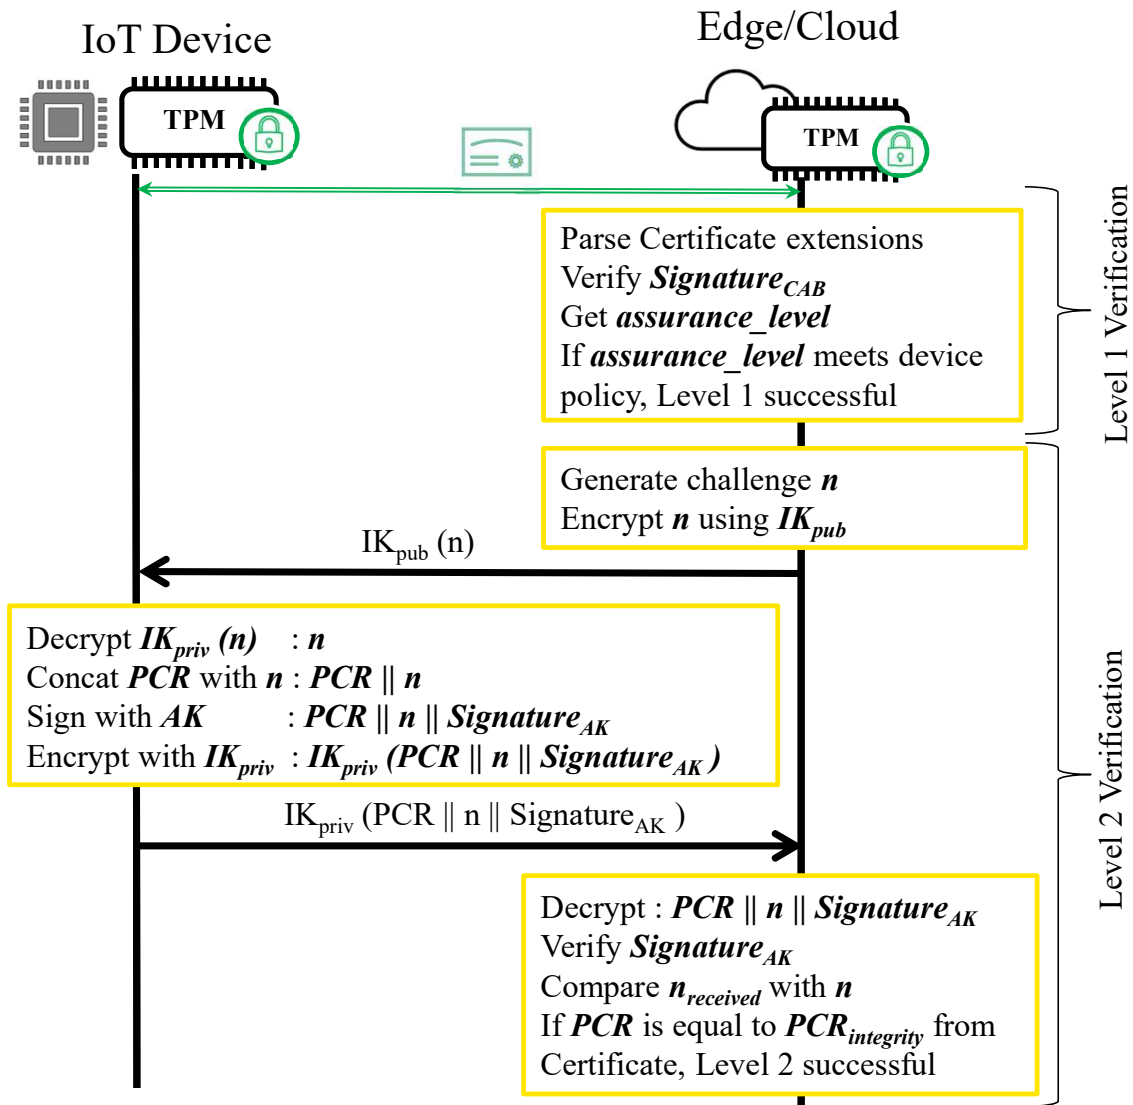 IoT Device
Edge/Cloud
TPM
TPM
Parse Certificate extensions
Verify Signature_CAB
Get assurance_level
If assurance_level meets device
policy, Level 1 successful
Level 1 Verification
Generate challenge n
Encrypt n using IK_pub
IK_pub (n)
Decrypt IK_priv (n) : n
Concat PCR with n : PCR || n
Sign with AK : PCR || n || Signature_AK
Encrypt with IK_priv : IK_priv (PCR || n || Signature_AK )
IK_priv (PCR || n || Signature_AK )
Level 2 Verification
Decrypt : PCR || n || Signature_AK
Verify Signature_AK
Compare n_received with n
If PCR is equal to PCR_integrity from
Certificate, Level 2 successful